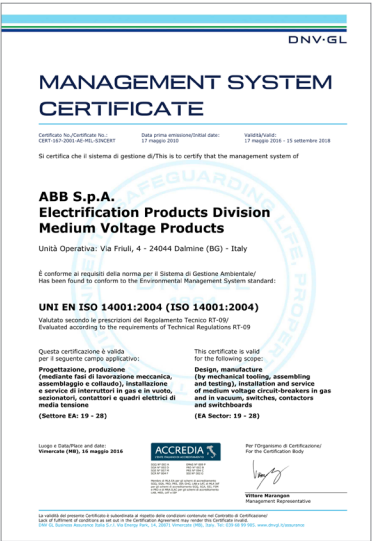 DNV·GL
MANAGEMENT SYSTEM
CERTIFICATE
Certificato No./Certificate No.:
CERT-167-2001-AE-MIL-SINCERT
Data prima emissione/Initial date:
17 maggio 2010
Validità/Valid:
17 maggio 2016 - 15 settembre 2018
Si certifica che il sistema di gestione di/This is to certify that the management system of
ABB S.p.A.
Electrification Products Division
Medium Voltage Products
Unità Operativa: Via Friuli, 4 - 24044 Dalmine (BG) - Italy
È conforme ai requisiti della norma per il Sistema di Gestione Ambientale/
Has been found to conform to the Environmental Management System standard:
UNI EN ISO 14001:2004 (ISO 14001:2004)
Valutato secondo le prescrizioni del Regolamento Tecnico RT-09/
Evaluated according to the requirements of Technical Regulations RT-09
Questa certificazione è valida
per il seguente campo applicativo:
Progettazione, produzione
(mediante fasi di lavorazione meccanica,
assemblaggio e collaudo), installazione
e service di interruttori in gas e in vuoto,
sezionatori, contattori e quadri elettrici di
media tensione
(Settore EA: 19 - 28)
This certificate is valid
for the following scope:
Design, manufacture
(by mechanical tooling, assembling
and testing), installation and service
of medium voltage circuit-breakers in gas
and in vacuum, switches, contactors
and switchboards
(EA Sector: 19 - 28)
Luogo e Data/Place and date:
Vimercate (MB), 16 maggio 2016
ACCREDIA
Per l'Organismo di Certificazione/
For the Certification Body
Vittore Marangon
Management Representative
La validità del presente Certificato è subordinata al rispetto delle condizioni contenute nel Contratto di Certificazione/
Lack of fulfilment of conditions as set out in the Certification Agreement may render this Certificate invalid.